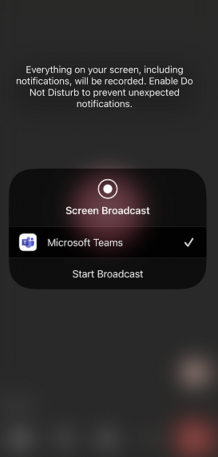 Everything on your screen, including
notifications, will be recorded. Enable Do
Not Disturb to prevent unexpected
notifications.
Screen Broadcast
Microsoft Teams
Start Broadcast